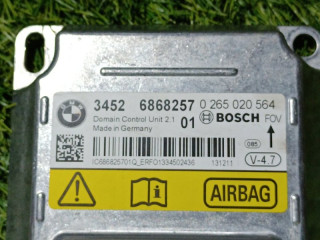 3452 6868257 0 265 020 564
Domain Control Unit 2.1 01 BOSCH FOV
Made in Germany
085
V-4.7
131211
AIRBAG